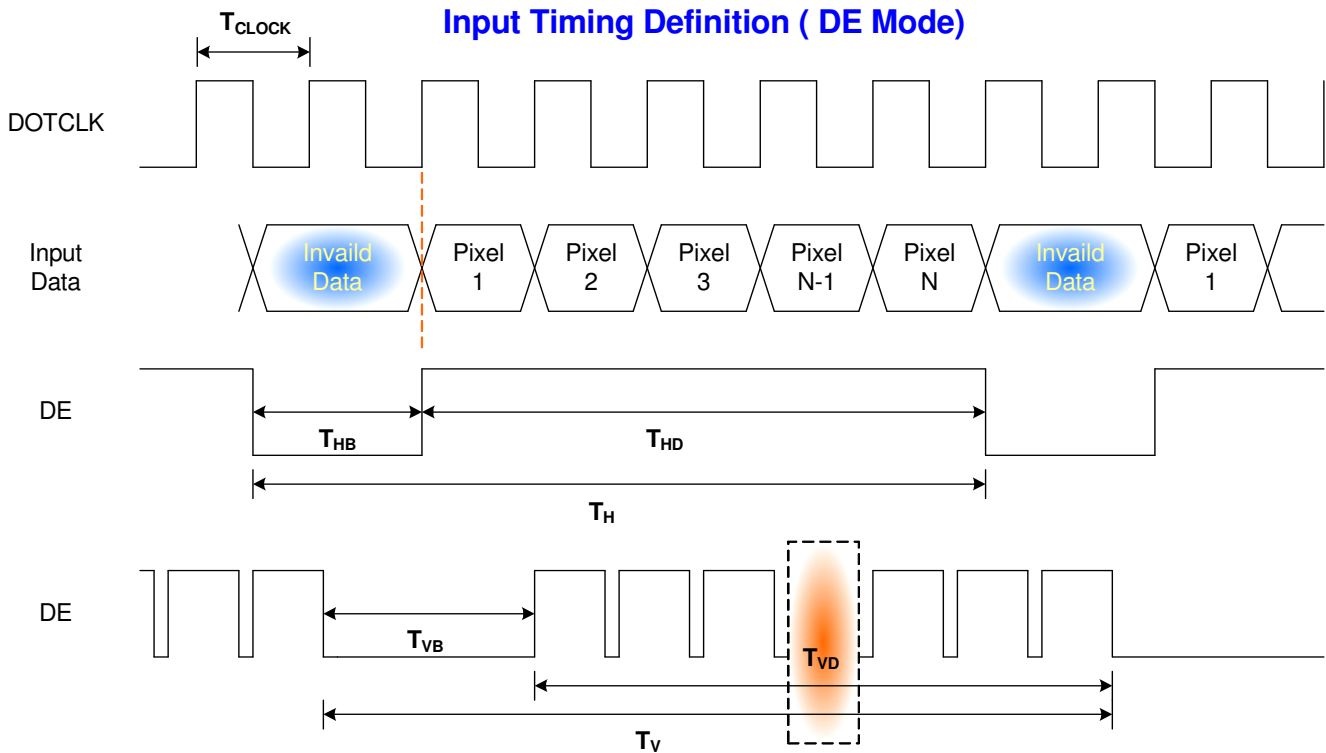 Input Timing Definition ( DE Mode)
TCLOCK
DOTCLK
Input
Data
Invaild
Data
Pixel
1
Pixel
2
Pixel
3
Pixel
N-1
Pixel
N
Invaild
Data
Pixel
1
DE
THB
THD
TH
DE
TVB
TVD
TV